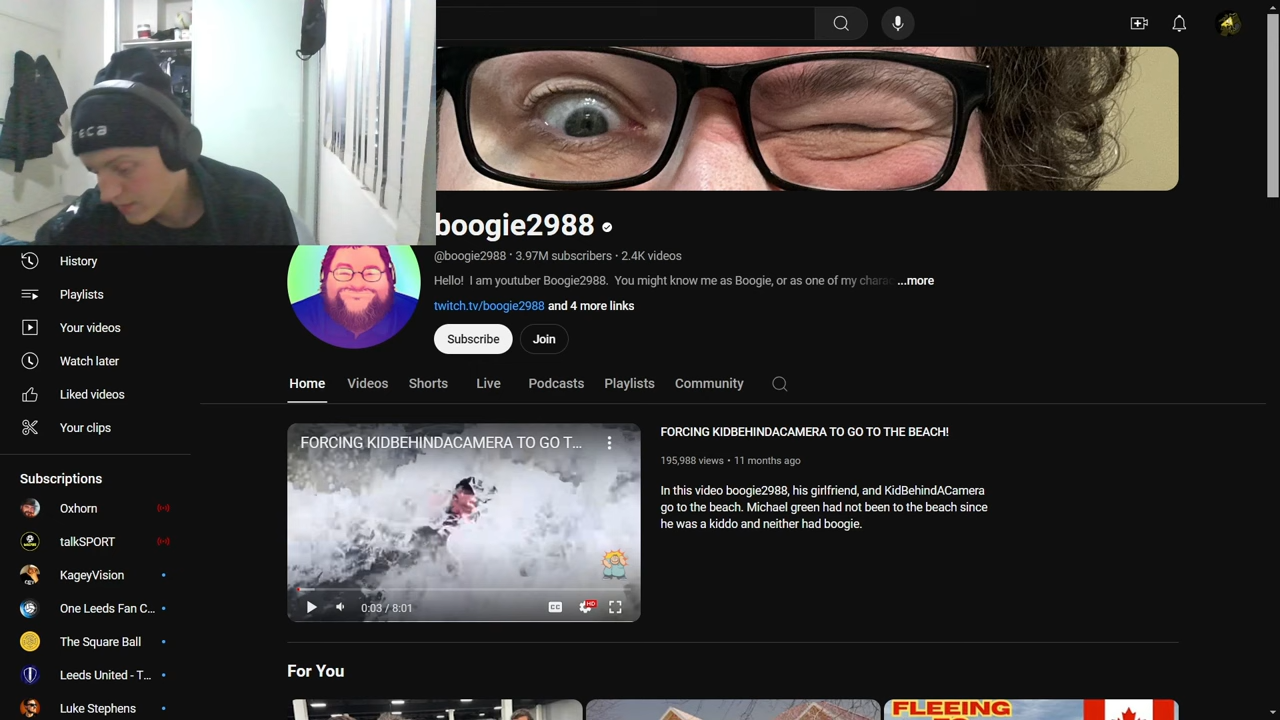 boogie2988
@boogie2988 · 3.97M subscribers · 2.4K videos
Hello! I am youtuber Boogie2988. You might know me as Boogie, or as one of my charac ...more
twitch.tv/boogie2988 and 4 more links
Subscribe Join
Home Videos Shorts Live Podcasts Playlists Community
FORCING KIDBEHINDACAMERA TO GO T...
0:03 / 8:01
CC HD
FORCING KIDBEHINDACAMERA TO GO TO THE BEACH!
195,988 views • 11 months ago
In this video boogie2988, his girlfriend, and KidBehindACamera
go to the beach. Michael green had not been to the beach since
he was a kiddo and neither had boogie.
For You
FLEEING
TO
History
Playlists
Your videos
Watch later
Liked videos
Your clips
Subscriptions
Oxhorn
talkSPORT
KageyVision
One Leeds Fan C...
The Square Ball
Leeds United - T...
Luke Stephens